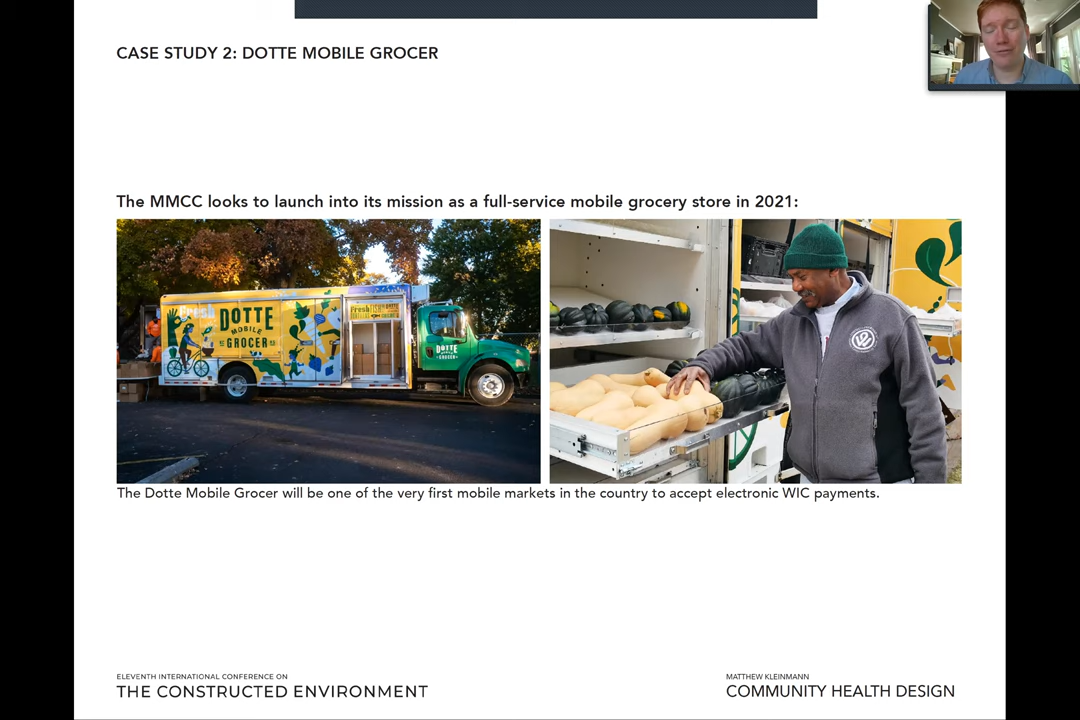 CASE STUDY 2: DOTTE MOBILE GROCER
The MMCC looks to launch into its mission as a full-service mobile grocery store in 2021:
Fresh
DOTTE
MOBILE
GROCER
Fresh
DOTTE
MOBILE
GROCER
The Dotte Mobile Grocer will be one of the very first mobile markets in the country to accept electronic WIC payments.
ELEVENTH INTERNATIONAL CONFERENCE ON
THE CONSTRUCTED ENVIRONMENT
MATTHEW KLEINMANN
COMMUNITY HEALTH DESIGN